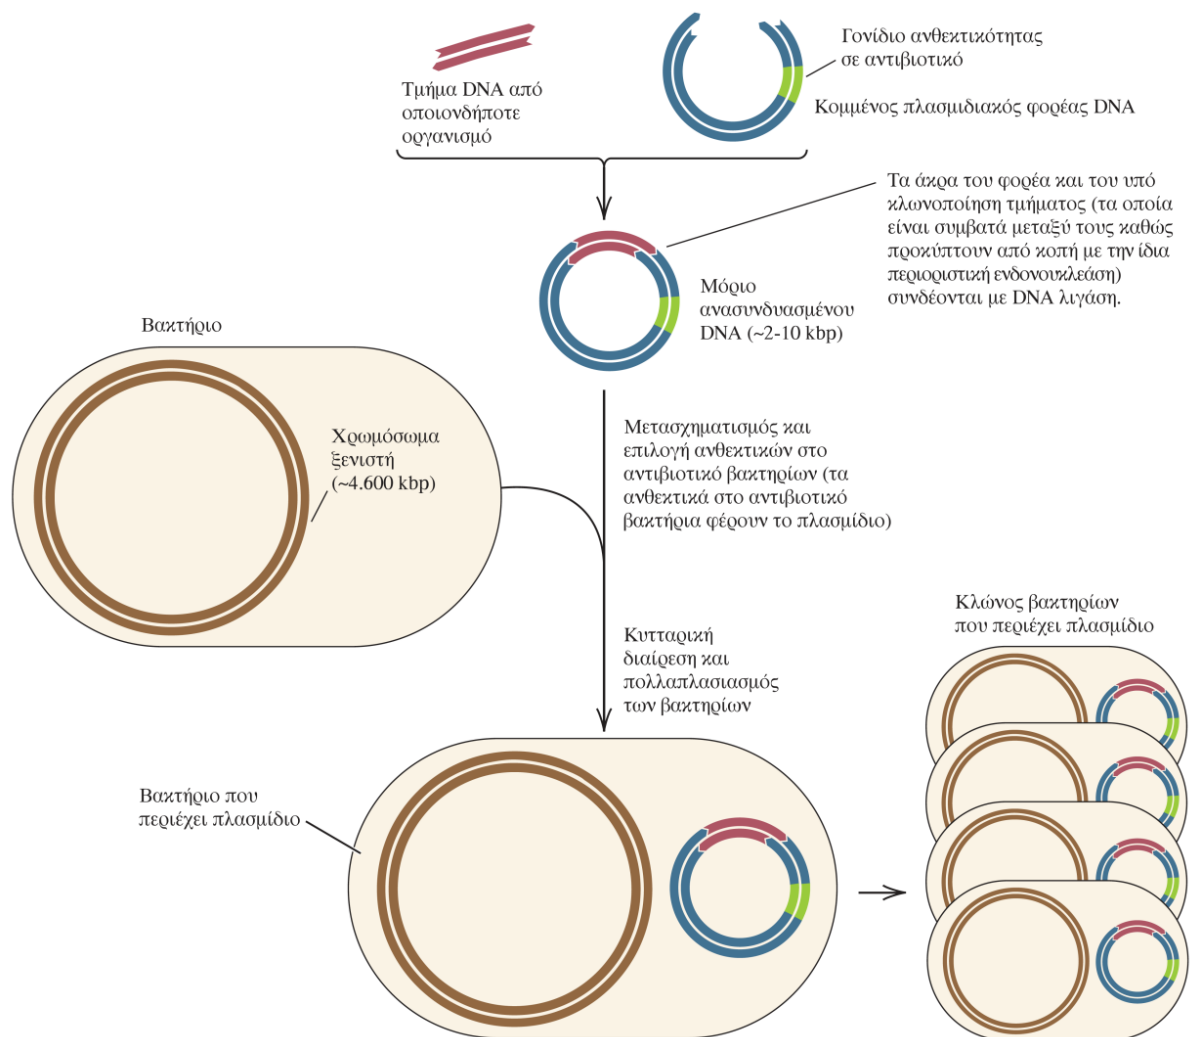 Τμήμα DNA από
οποιονδήποτε
οργανισμό
Γονίδιο ανθεκτικότητας
σε αντιβιοτικό
Κομμένος πλασμιδιακός φορέας DNA
Τα άκρα του φορέα και του υπό
κλωνοποίηση τμήματος (τα οποία
είναι συμβατά μεταξύ τους καθώς
προκύπτουν από κοπή με την ίδια
περιοριστική ενδονουκλεάση)
συνδέονται με DNA λιγάση.
Μόριο
ανασυνδυασμένου
DNA (~2-10 kbp)
Βακτήριο
Χρωμόσωμα
ξενιστή
(~4.600 kbp)
Μετασχηματισμός και
επιλογή ανθεκτικών στο
αντιβιοτικό βακτηρίων (τα
ανθεκτικά στο αντιβιοτικό
βακτήρια φέρουν το πλασμίδιο)
Κυτταρική
διαίρεση και
πολλαπλασιασμός
των βακτηρίων
Κλώνος βακτηρίων
που περιέχει πλασμίδιο
Βακτήριο που
περιέχει πλασμίδιο